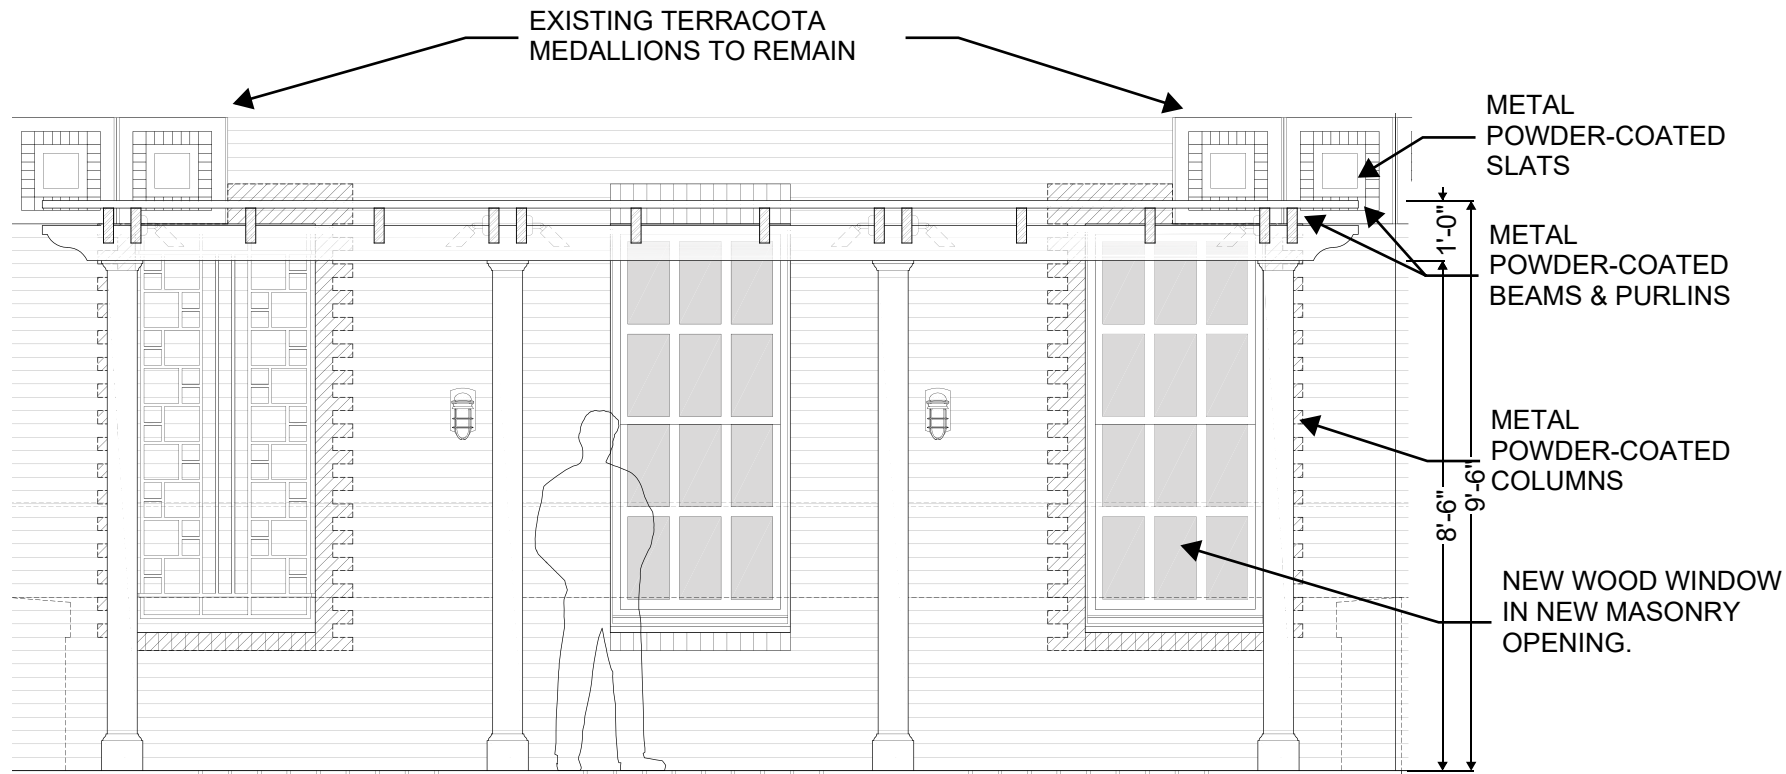 EXISTING TERRACOTA
MEDALLIONS TO REMAIN
METAL
POWDER-COATED
SLATS
1'-0"
METAL
POWDER-COATED
BEAMS & PURLINS
METAL
POWDER-COATED
COLUMNS
8'-6"
9'-6"
NEW WOOD WINDOW
IN NEW MASONRY
OPENING.